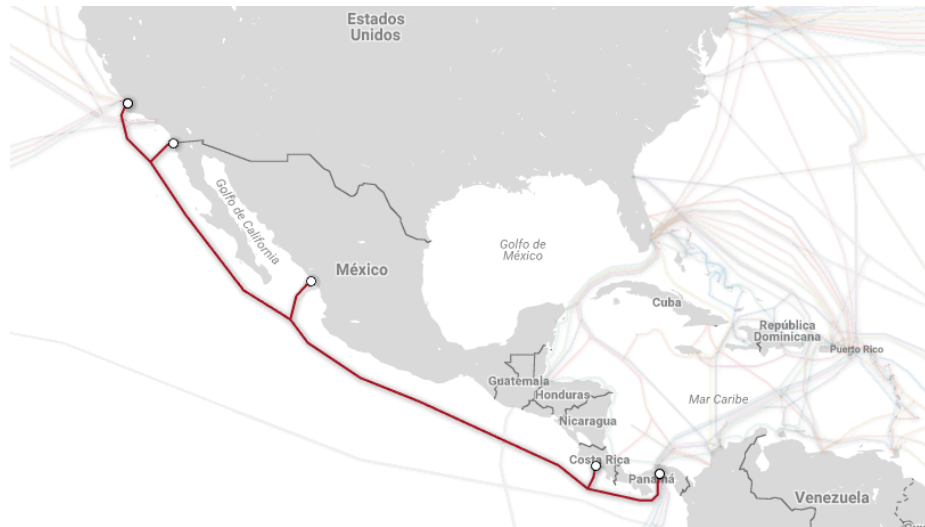 Estados
Unidos
Golfo de California
Golfo de
México
México
Cuba
República
Dominicana
Puerto Rico
Guatemala
Honduras
Mar Caribe
Nicaragua
Costa Rica
Panamá
Venezuela